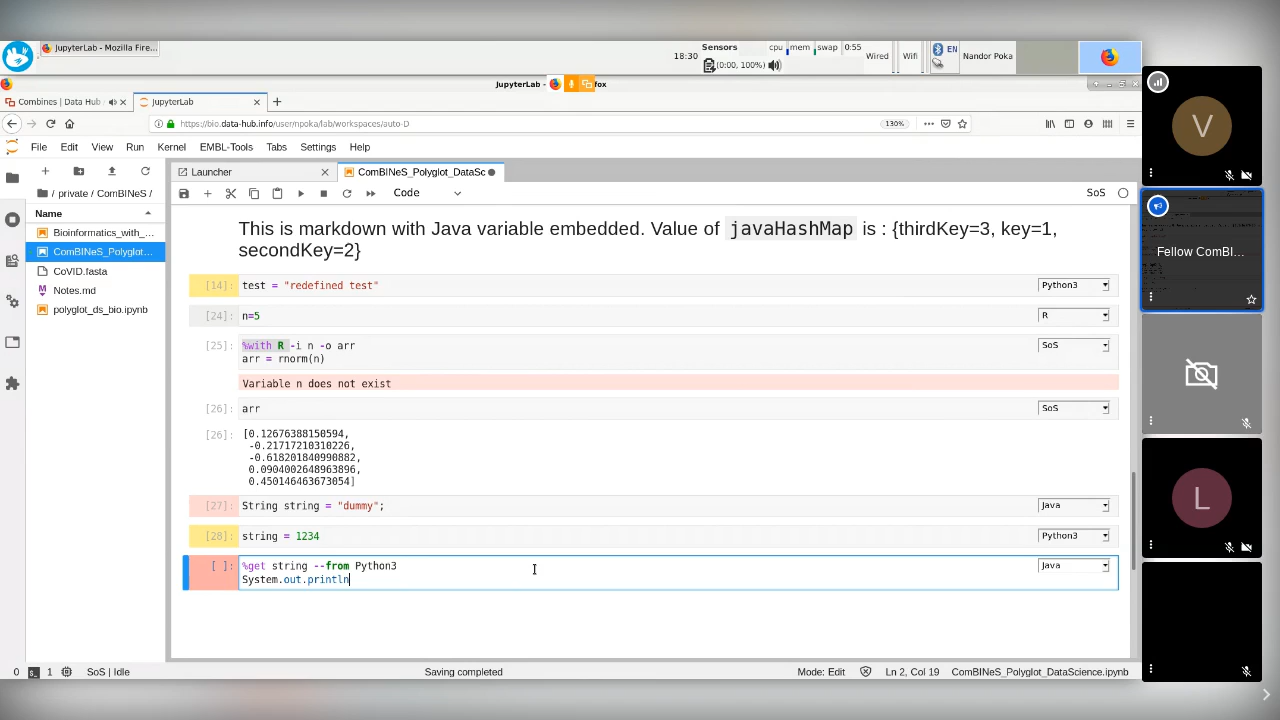 JupyterLab - Mozilla Fire...
18:30
Sensors
cpu mem swap 0:55
(0:00, 100%)
Wired
Wifi
EN
Nandor Poka
JupyterLab - fox
Combines | Data Hub
JupyterLab
https://bio.data-hub.info/user/npoka/lab/workspaces/auto-D
130%
File Edit View Run Kernel EMBL-Tools Tabs Settings Help
Launcher
ComBINeS_Polyglot_DataSc
/ private / ComBINeS /
Code
SoS
Name
Bioinformatics_with_...
ComBINeS_Polyglot...
CoVID.fasta
Notes.md
polyglot_ds_bio.ipynb
This is markdown with Java variable embedded. Value of javaHashMap is : {thirdKey=3, key=1,
secondKey=2}
[14]: test = "redefined test" Python3
[24]: n=5 R
[25]: %with R -i n -o arr SoS
arr = rnorm(n)
Variable n does not exist
[26]: arr SoS
[26]: [0.12676388150594,
-0.21717210310226,
-0.618201840990882,
0.0904002648963896,
0.450146463673054]
[27]: String string = "dummy"; Java
[28]: string = 1234 Python3
[ ]: %get string --from Python3 Java
System.out.println
0 1 SoS | Idle Saving completed Mode: Edit Ln 2, Col 19 ComBINeS_Polyglot_DataScience.ipynb
V
Fellow ComBI...
L